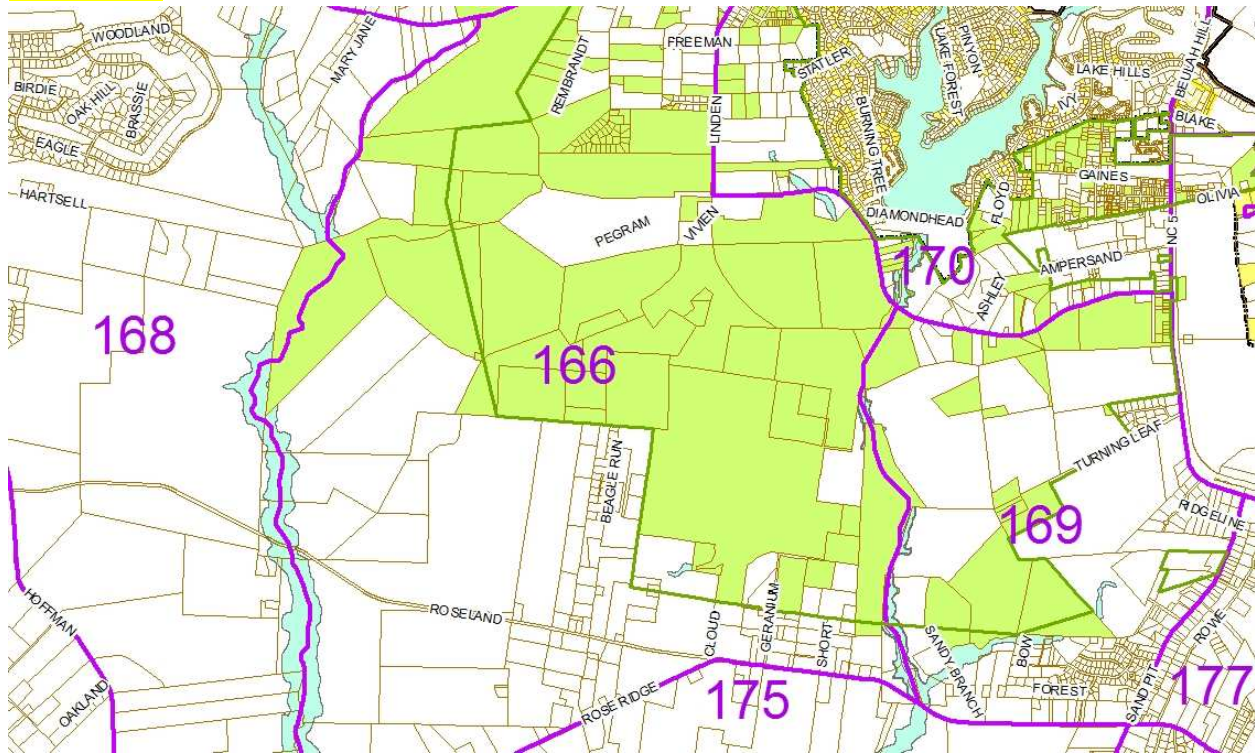 WOODLAND
MARY JANE
REMBRANDT
FREEMAN
STATLER
LAKE FOREST
PINYON
LAKE HILLS
BEULAH HILL
BIRDIE
OAK HILL
BRASSIE
LINDEN
BURNING TREE
IVY
BLAKE
EAGLE
GAINES
HARTSELL
OLIVIA
PEGRAM
VIVIEN
DIAMONDHEAD
FLOYD
NC 5
170
AMPERSAND
ASHLEY
168
166
BEAGLE RUN
TURNING LEAF
169
RIDGELINE
HOFFMAN
ROSELAND
CLOUD
GERANIUM
SHORT
SANDY BRANCH
BOW
ROWE
OAKLAND
ROSE RIDGE
175
FOREST
SAND PIT
177